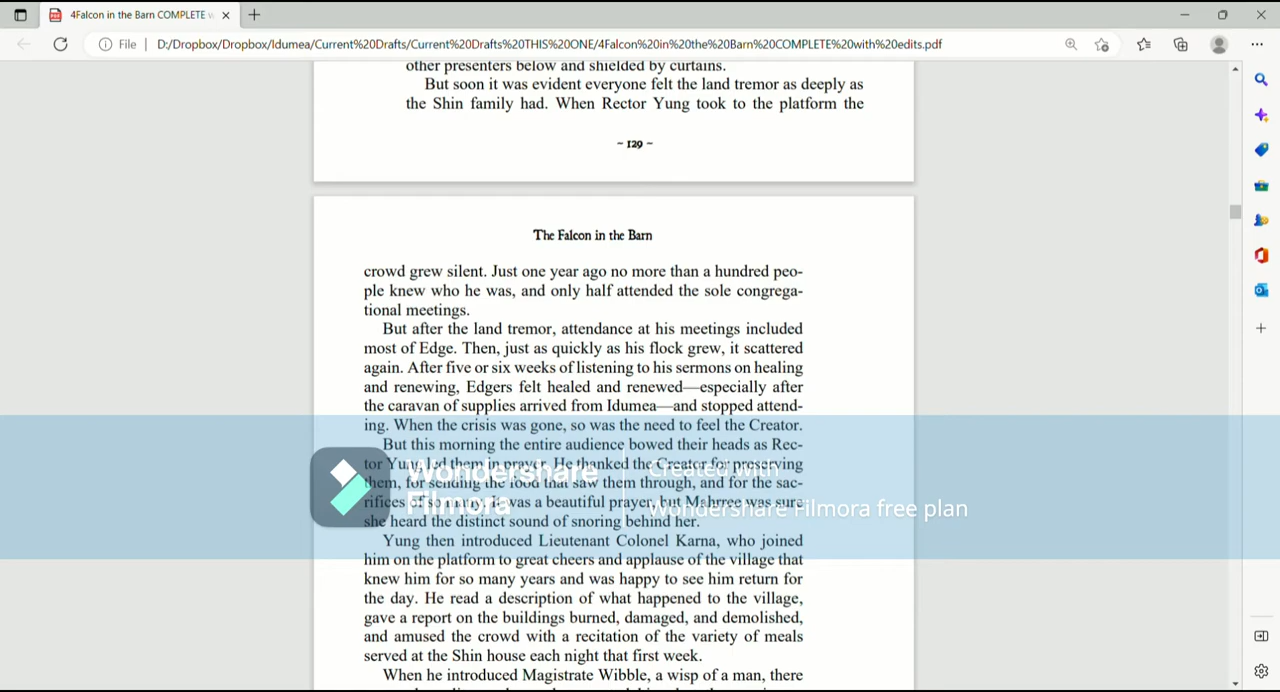 4Falcon in the Barn COMPLETE w
File
D:/Dropbox/Dropbox/Idumea/Current%20Drafts/Current%20Drafts%20THIS%20ONE/4Falcon%20in%20the%20Barn%20COMPLETE%20with%20edits.pdf
other presenters below and shielded by curtains.
But soon it was evident everyone felt the land tremor as deeply as
the Shin family had. When Rector Yung took to the platform the
~ 129 ~
The Falcon in the Barn
crowd grew silent. Just one year ago no more than a hundred peo-
ple knew who he was, and only half attended the sole congrega-
tional meetings.
But after the land tremor, attendance at his meetings included
most of Edge. Then, just as quickly as his flock grew, it scattered
again. After five or six weeks of listening to his sermons on healing
and renewing, Edgers felt healed and renewed—especially after
the caravan of supplies arrived from Idumea—and stopped attend-
ing. When the crisis was gone, so was the need to feel the Creator.
But this morning the entire audience bowed their heads as Rec-
tor Yung led them in prayer. He thanked the Creator for preserving
them, for sending the food that saw them through, and for the sac-
rifices of so many. It was a beautiful prayer, but Mahrree was sure
she heard the distinct sound of snoring behind her.
Yung then introduced Lieutenant Colonel Karna, who joined
him on the platform to great cheers and applause of the village that
knew him for so many years and was happy to see him return for
the day. He read a description of what happened to the village,
gave a report on the buildings burned, damaged, and demolished,
and amused the crowd with a recitation of the variety of meals
served at the Shin house each night that first week.
When he introduced Magistrate Wibble, a wisp of a man, there
Wondershare
Filmora
Created with
Wondershare Filmora free plan